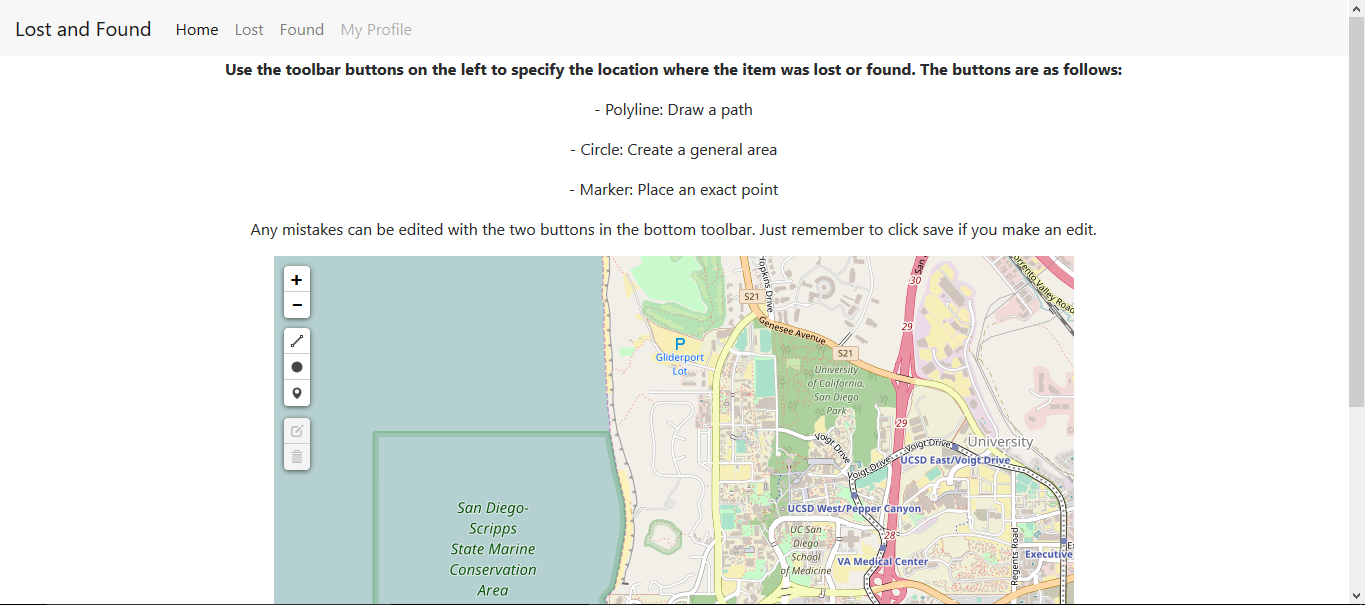 Lost and Found Home Lost Found My Profile
Use the toolbar buttons on the left to specify the location where the item was lost or found. The buttons are as follows:
- Polyline: Draw a path
- Circle: Create a general area
- Marker: Place an exact point
Any mistakes can be edited with the two buttons in the bottom toolbar. Just remember to click save if you make an edit.
+
−
Hopkins Drive
San
30
Torrento Valley Road
S21
Genesee Avenue
29
P
Gliderport
Lot
S21
University
of California,
San Diego
Park
29
Voigt Drive
Voigt Drive
Voigt Drive
University
UCSD East/Voigt Drive
San Diego-
Scripps
State Marine
Conservation
Area
UCSD West/Pepper Canyon
UC San
Diego
School
of Medicine
28
VA Medical Center
Regents Road
Executive